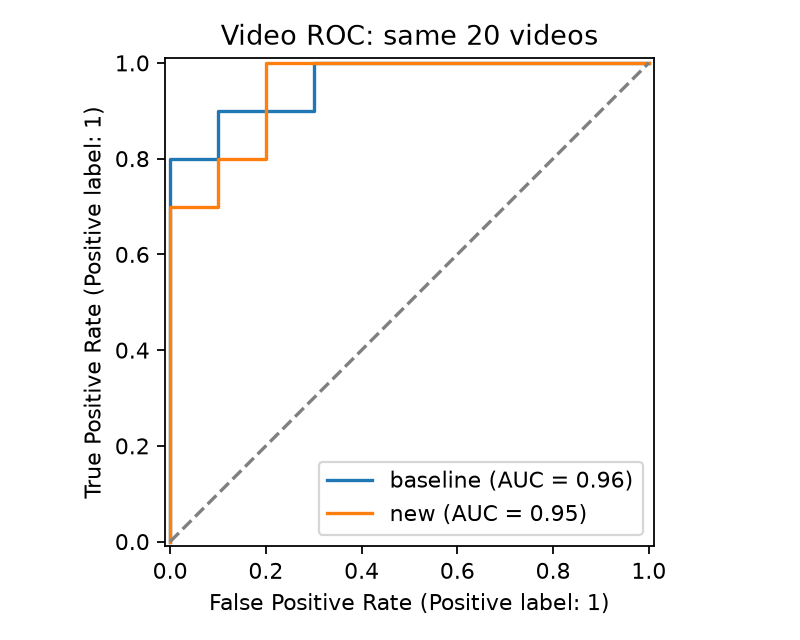 Video ROC: same 20 videos
True Positive Rate (Positive label: 1)
1.0
0.8
0.6
0.4
0.2
0.0
baseline (AUC = 0.96)
new (AUC = 0.95)
0.0 0.2 0.4 0.6 0.8 1.0
False Positive Rate (Positive label: 1)